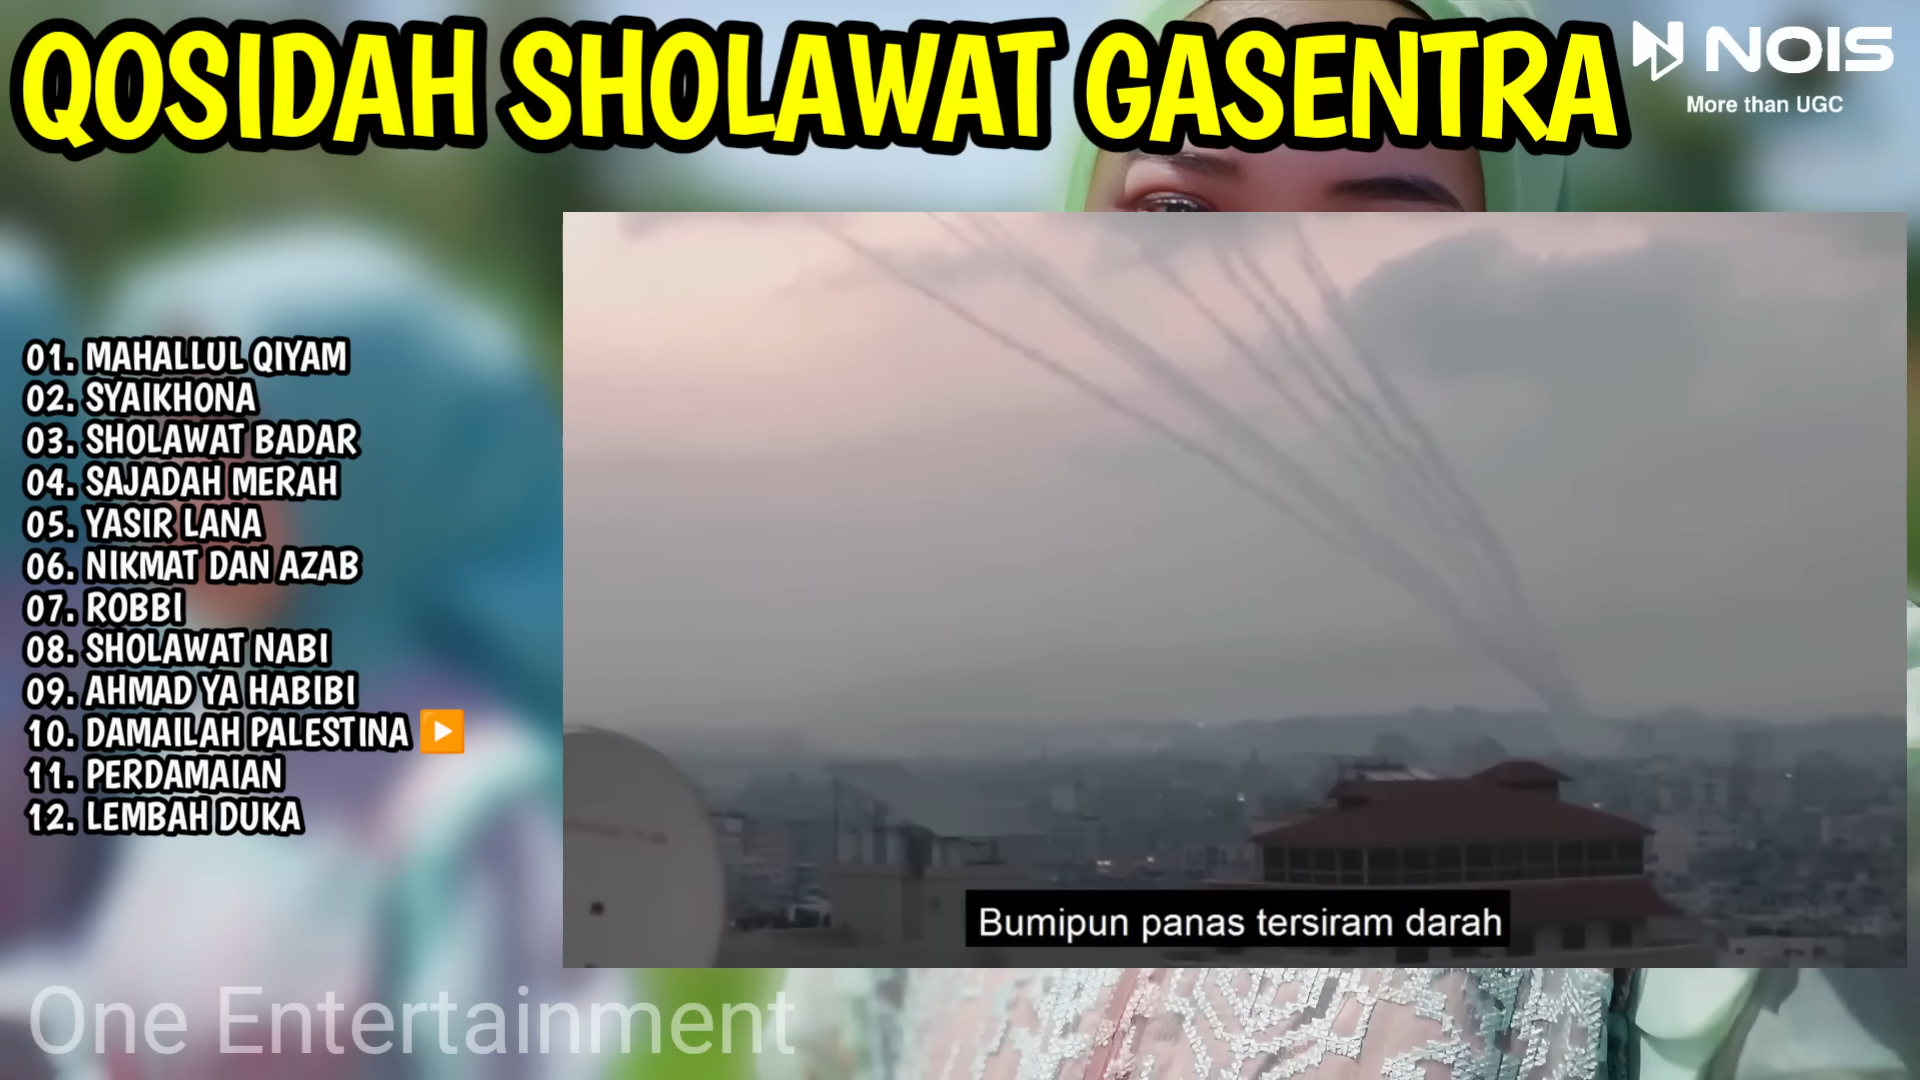 QOSIDAH SHOLAWAT GASENTRA
NOIS
More than UGC
01. MAHALLUL QIYAM
02. SYAIKHONA
03. SHOLAWAT BADAR
04. SAJADAH MERAH
05. YASIR LANA
06. NIKMAT DAN AZAB
07. ROBBI
08. SHOLAWAT NABI
09. AHMAD YA HABIBI
10. DAMAILAH PALESTINA
11. PERDAMAIAN
12. LEMBAH DUKA
Bumipun panas tersiram darah
One Entertainment